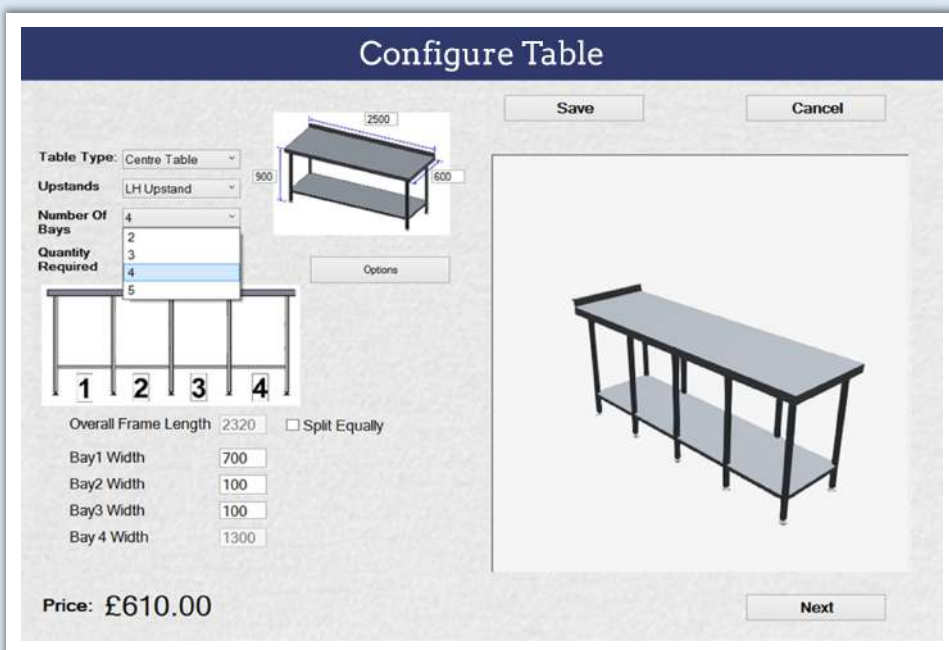 Configure Table
Save
Cancel
2500
900
600
Table Type: Centre Table
Upstands LH Upstand
Number Of Bays 4
2
3
4
5
Quantity Required
Options
1 2 3 4
Overall Frame Length 2320 Split Equally
Bay1 Width 700
Bay2 Width 100
Bay3 Width 100
Bay 4 Width 1300
Price: £610.00
Next